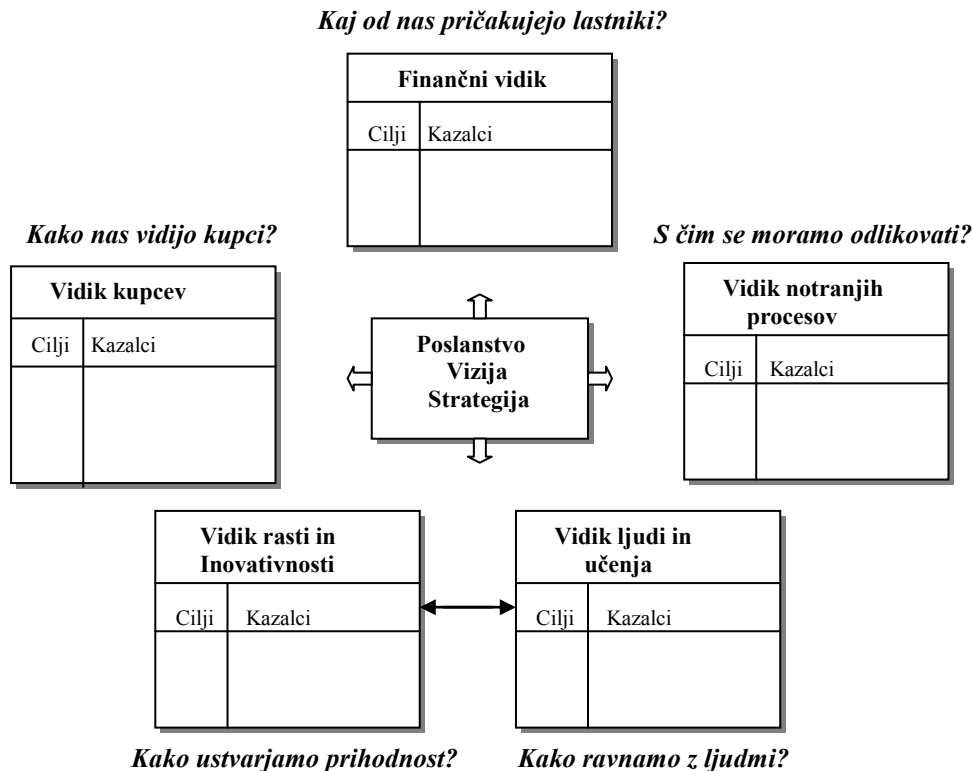 Kaj od nas pričakujejo lastniki?
Finančni vidik
Cilji Kazalci
Kako nas vidijo kupci?
S čim se moramo odlikovati?
Vidik kupcev
Cilji Kazalci
Poslanstvo
Vizija
Strategija
Vidik notranjih
procesov
Cilji Kazalci
Vidik rasti in
Inovativnosti
Cilji Kazalci
Vidik ljudi in
učenja
Cilji Kazalci
Kako ustvarjamo prihodnost?
Kako ravnamo z ljudmi?